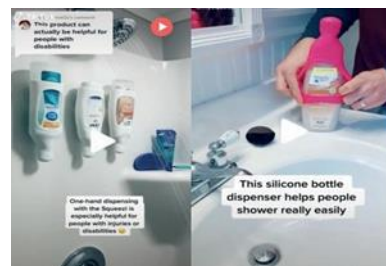 This product can
actually be helpful for
people with
disabilities
One-hand dispensing
with the Squeezi is
especially helpful for
people with injuries or
disabilities 😊
This silicone bottle
dispenser helps people
shower really easily